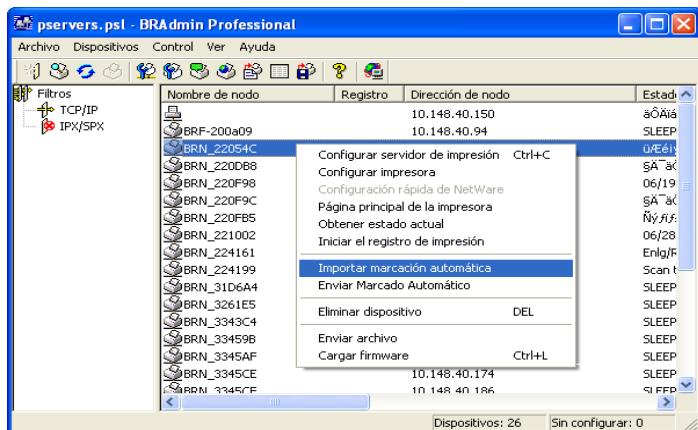 pservers.psl - BRAdmin Professional
Archivo Dispositivos Control Ver Ayuda
Filtros
TCP/IP
IPX/SPX
Nombre de nodo Registro Dirección de nodo Estad
10.148.40.150
BRF-200a09 10.148.40.94 SLEEP
BRN_22054C
BRN_220DB8
BRN_220F98 06/19
BRN_220F9C
BRN_220FB5
BRN_221002 06/28
BRN_224161 Enlg/R
BRN_224199 Scan t
BRN_31D6A4 SLEEP
BRN_3261E5 SLEEP
BRN_3343C4 SLEEP
BRN_33459B SLEEP
BRN_3345AF SLEEP
BRN_3345CE 10.148.40.174 SLEEP
BRN_3345CF 10.148.40.186 SLEEP
Configurar servidor de impresión Ctrl+C
Configurar impresora
Configuración rápida de NetWare
Página principal de la impresora
Obtener estado actual
Iniciar el registro de impresión
Importar marcación automática
Enviar Marcado Automático
Eliminar dispositivo DEL
Enviar archivo
Cargar firmware Ctrl+L
Dispositivos: 26 Sin configurar: 0